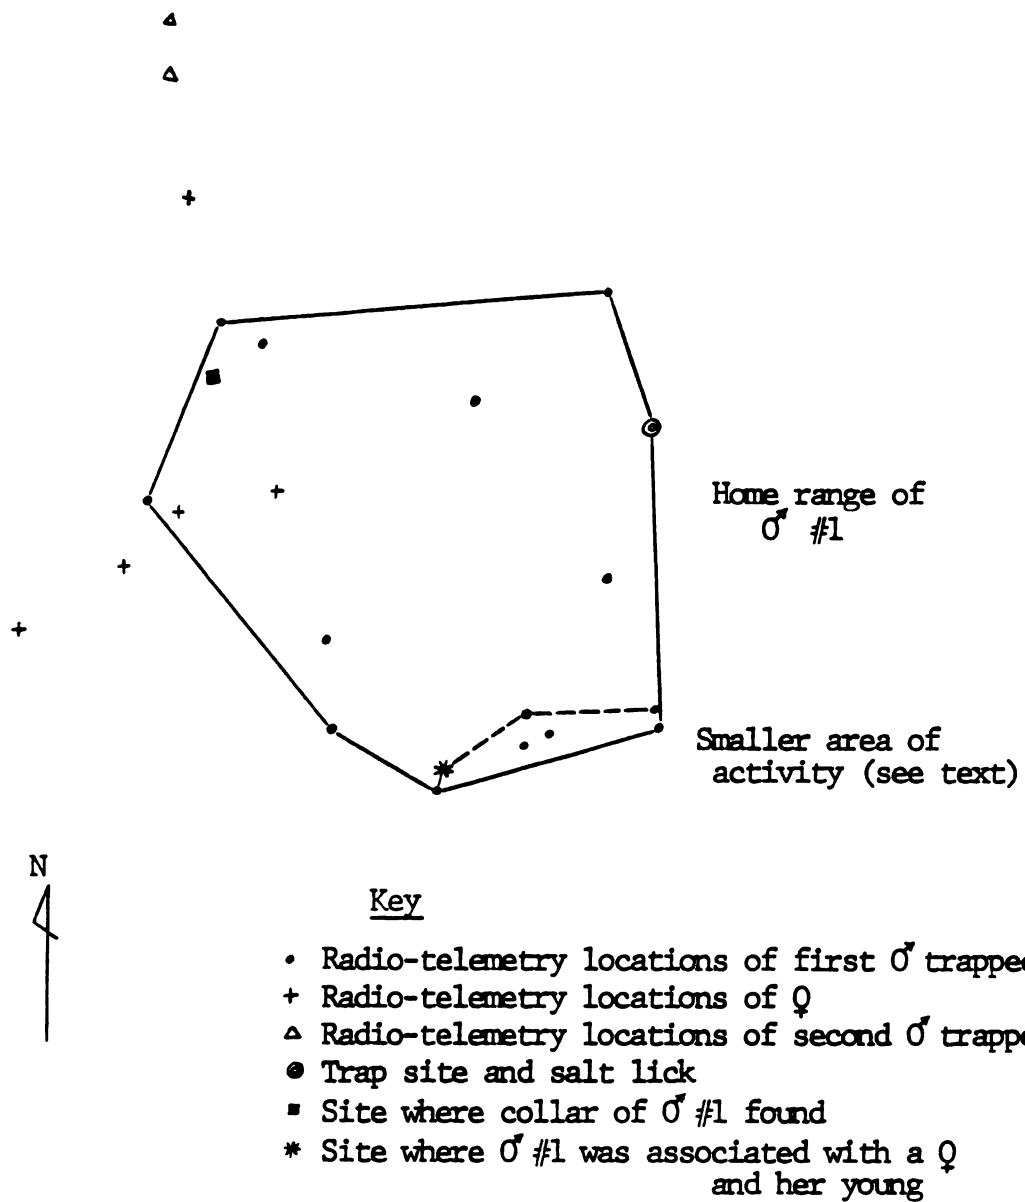 Home range of
♂ #1
Smaller area of
activity (see text)
N
Key
• Radio-telemetry locations of first ♂ trapped
+ Radio-telemetry locations of ♀
△ Radio-telemetry locations of second ♂ trapped
◉ Trap site and salt lick
■ Site where collar of ♂ #1 found
* Site where ♂ #1 was associated with a ♀
and her young